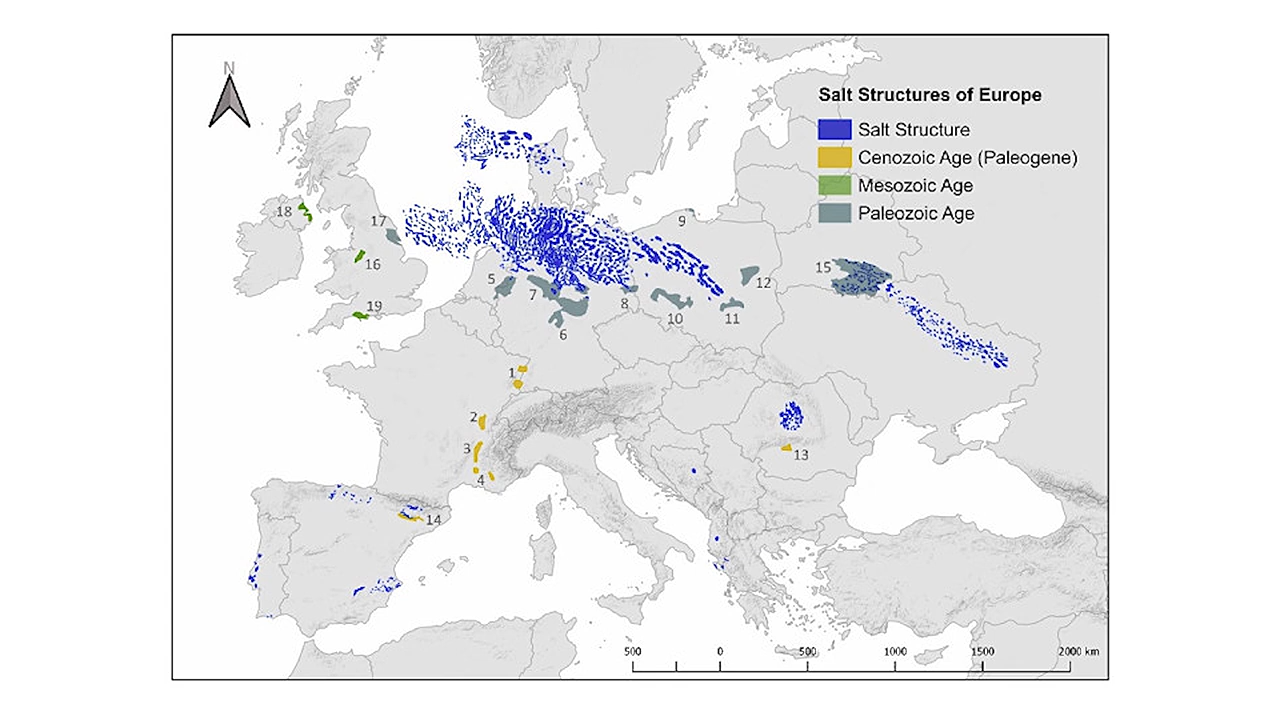 N
Salt Structures of Europe
Salt Structure
Cenozoic Age (Paleogene)
Mesozoic Age
Paleozoic Age
18
17
9
16
15
5
7
12
19
8
10
11
6
1
2
3
13
4
14
500 0 500 1000 1500 2000 km